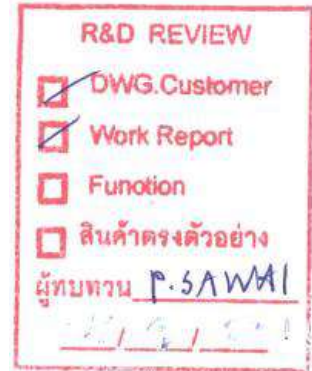 R&D REVIEW
DWG.Customer
Work Report
Function
สินค้าตรงตัวอย่าง
ผู้ทบทวน P.SAWAI